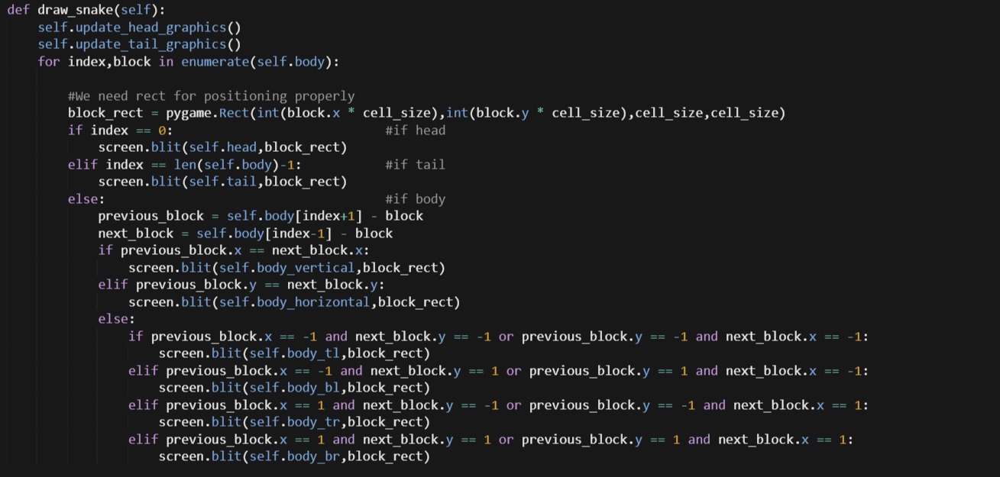 def draw_snake(self):
    self.update_head_graphics()
    self.update_tail_graphics()
    for index,block in enumerate(self.body):

        #We need rect for positioning properly
        block_rect = pygame.Rect(int(block.x * cell_size),int(block.y * cell_size),cell_size,cell_size)
        if index == 0:                            #if head
            screen.blit(self.head,block_rect)
        elif index == len(self.body)-1:           #if tail
            screen.blit(self.tail,block_rect)
        else:                                     #if body
            previous_block = self.body[index+1] - block
            next_block = self.body[index-1] - block
            if previous_block.x == next_block.x:
                screen.blit(self.body_vertical,block_rect)
            elif previous_block.y == next_block.y:
                screen.blit(self.body_horizontal,block_rect)
            else:
                if previous_block.x == -1 and next_block.y == -1 or previous_block.y == -1 and next_block.x == -1:
                    screen.blit(self.body_tl,block_rect)
                elif previous_block.x == -1 and next_block.y == 1 or previous_block.y == 1 and next_block.x == -1:
                    screen.blit(self.body_bl,block_rect)
                elif previous_block.x == 1 and next_block.y == -1 or previous_block.y == -1 and next_block.x == 1:
                    screen.blit(self.body_tr,block_rect)
                elif previous_block.x == 1 and next_block.y == 1 or previous_block.y == 1 and next_block.x == 1:
                    screen.blit(self.body_br,block_rect)